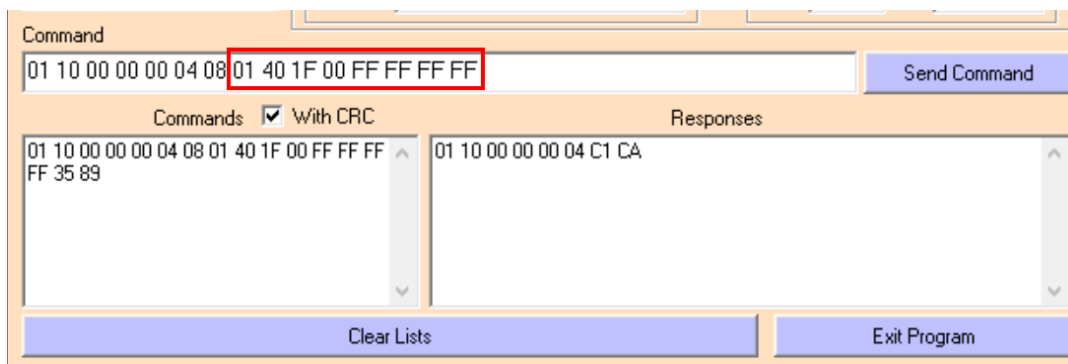 Command
01 10 00 00 00 04 08 01 40 1F 00 FF FF FF FF
Send Command
Commands With CRC
Responses
01 10 00 00 00 04 08 01 40 1F 00 FF FF FF
FF 35 89
01 10 00 00 00 04 C1 CA
Clear Lists
Exit Program